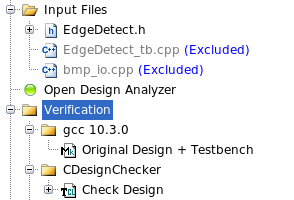 Input Files
EdgeDetect.h
EdgeDetect_tb.cpp (Excluded)
bmp_io.cpp (Excluded)
Open Design Analyzer
Verification
gcc 10.3.0
Original Design + Testbench
CDesignChecker
Check Design